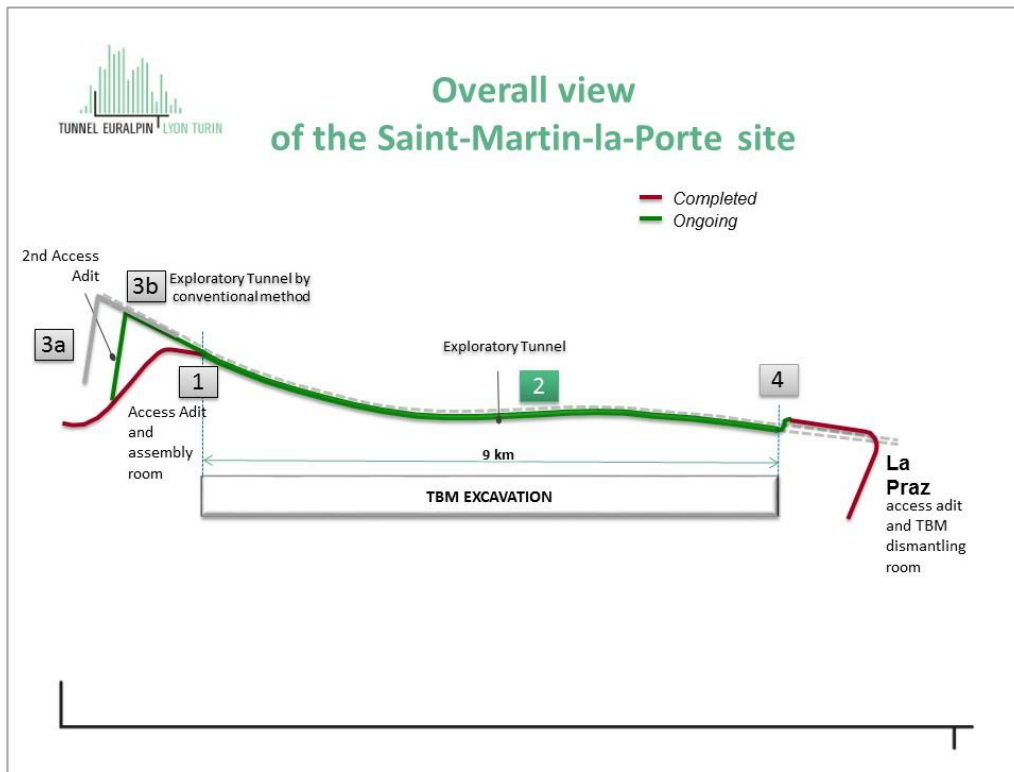 TUNNEL EURALPIN LYON TURIN
Overall view
of the Saint-Martin-la-Porte site
Completed
Ongoing
2nd Access
Adit
3b
Exploratory Tunnel by
conventional method
3a
1
Access Adit
and
assembly
room
Exploratory Tunnel
2
4
9 km
TBM EXCAVATION
La
Praz
access adit
and TBM
dismantling
room